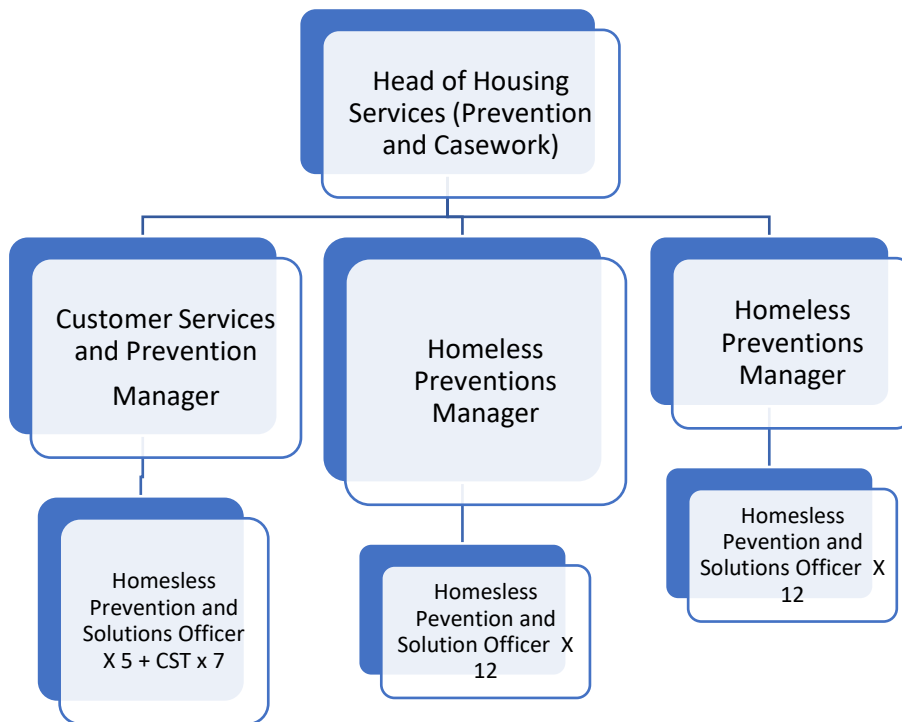 Head of Housing
Services (Prevention
and Casework)
Customer Services
and Prevention
Manager
Homeless
Preventions
Manager
Homeless
Preventions
Manager
Homesless
Prevention and
Solutions Officer
X 5 + CST x 7
Homesless
Pevention and
Solution Officer X
12
Homesless
Pevention and
Solutions Officer X
12